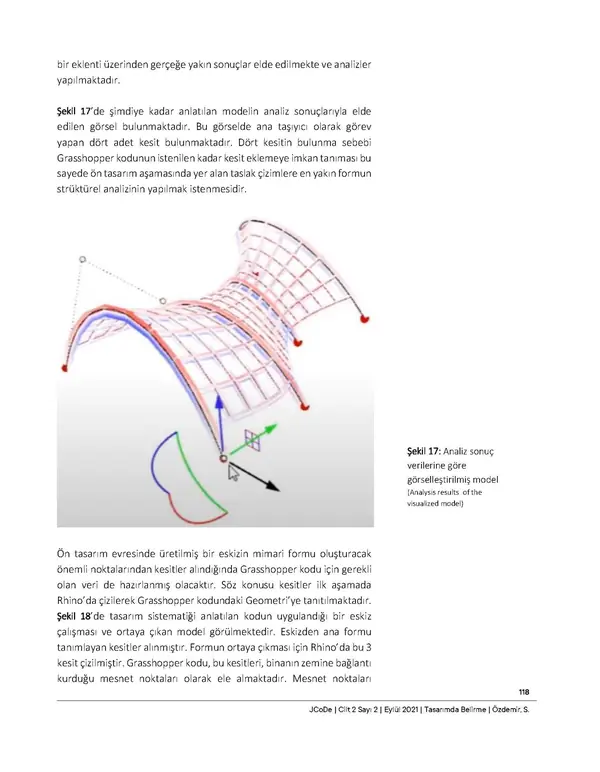 bir eklenti üzerinden gerçeğe yakın sonuçlar elde edilmekte ve analizler
yapılmaktadır.
Şekil 17'de şimdiye kadar anlatılan modelin analiz sonuçlarıyla elde
edilen görsel bulunmaktadır. Bu görselde ana taşıyıcı olarak görev
yapan dört adet kesit bulunmaktadır. Dört kesitin bulunma sebebi
Grasshopper kodunun istenilen kadar kesit eklemeye imkan tanıması bu
sayede ön tasarım aşamasında yer alan taslak çizimlere en yakın formun
strüktürel analizinin yapılmak istenmesidir.
Şekil 17: Analiz sonuç
verilerine göre
görselleştirilmiş model
(Analysis results of the
visualized model)
Ön tasarım evresinde üretilmiş bir eskizin mimari formu oluşturacak
önemli noktalarından kesitler alındığında Grasshopper kodu için gerekli
olan veri de hazırlanmış olacaktır. Söz konusu kesitler ilk aşamada
Rhino'da çizilerek Grasshopper kodundaki Geometri'ye tanıtılmaktadır.
Şekil 18'de tasarım sistematiği anlatılan kodun uygulandığı bir eskiz
çalışması ve ortaya çıkan model görülmektedir. Eskizden ana formu
tanımlayan kesitler alınmıştır. Formun ortaya çıkması için Rhino'da bu 3
kesit çizilmiştir. Grasshopper kodu, bu kesitleri, binanın zemine bağlantı
kurduğu mesnet noktaları olarak ele almaktadır. Mesnet noktaları
118
JCoDe | Cilt 2 Sayı 2 | Eylül 2021 | Tasarımda Belirme | Özdemir, S.